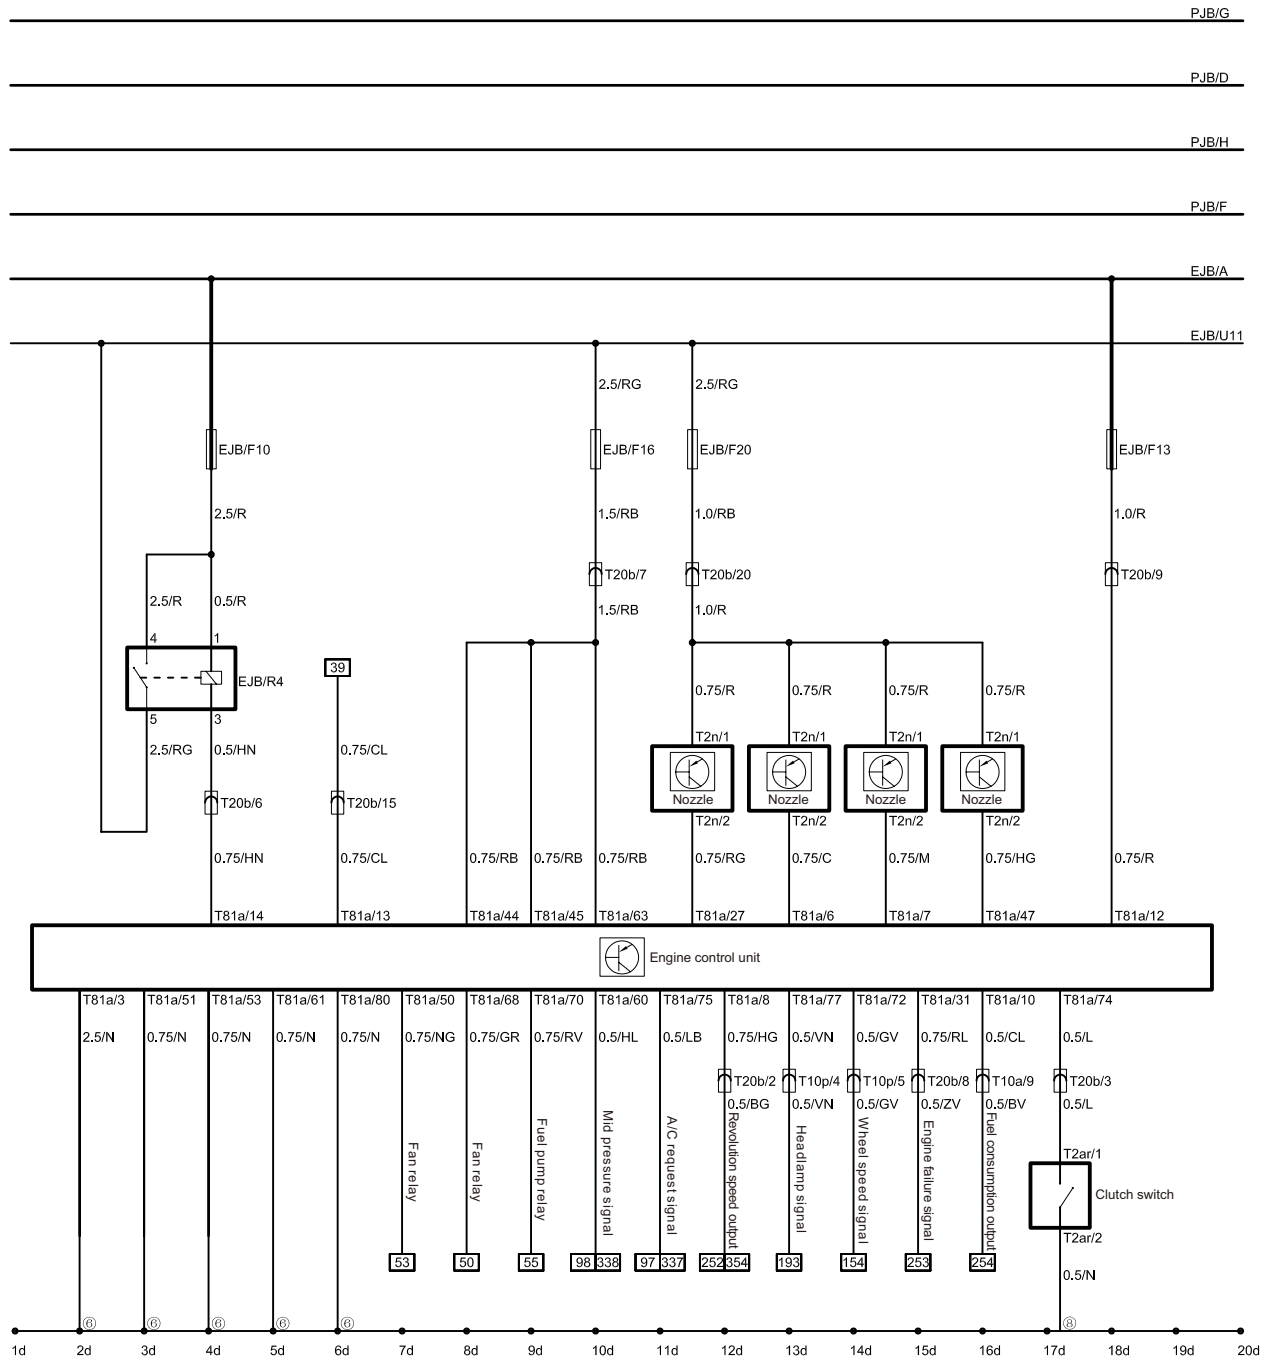 PJB/G
PJB/D
PJB/H
PJB/F
EJB/A
EJB/U11
2.5/RG 2.5/RG
EJB/F10 EJB/F16 EJB/F20 EJB/F13
2.5/R 1.5/RB 1.0/RB 1.0/R
T20b/7 T20b/20 T20b/9
2.5/R 0.5/R 1.5/RB 1.0/R
4 1
39
EJB/R4
0.75/R 0.75/R 0.75/R 0.75/R
5 3
T2n/1 T2n/1 T2n/1 T2n/1
2.5/RG 0.5/HN 0.75/CL
Nozzle Nozzle Nozzle Nozzle
T20b/6 T20b/15
T2n/2 T2n/2 T2n/2 T2n/2
0.75/HN 0.75/CL 0.75/RB 0.75/RB 0.75/RB 0.75/RG 0.75/C 0.75/M 0.75/HG 0.75/R
T81a/14 T81a/13 T81a/44 T81a/45 T81a/63 T81a/27 T81a/6 T81a/7 T81a/47 T81a/12
Engine control unit
T81a/3 T81a/51 T81a/53 T81a/61 T81a/80 T81a/50 T81a/68 T81a/70 T81a/60 T81a/75 T81a/8 T81a/77 T81a/72 T81a/31 T81a/10 T81a/74
2.5/N 0.75/N 0.75/N 0.75/N 0.75/N 0.75/NG 0.75/GR 0.75/RV 0.5/HL 0.5/LB 0.75/HG 0.5/VN 0.5/GV 0.75/RL 0.5/CL 0.5/L
T20b/2 T10p/4 T10p/5 T20b/8 T10a/9 T20b/3
0.5/BG 0.5/VN 0.5/GV 0.5/ZV 0.5/BV 0.5/L
Fan relay
Fan relay
Fuel pump relay
Mid pressure signal
A/C request signal
Revolution speed output
Headlamp signal
Wheel speed signal
Engine failure signal
Fuel consumption output
T2ar/1
Clutch switch
T2ar/2
53 50 55 98 338 97 337 252 354 193 154 253 254
0.5/N
⑥ ⑥ ⑥ ⑥ ⑥ ⑧
1d 2d 3d 4d 5d 6d 7d 8d 9d 10d 11d 12d 13d 14d 15d 16d 17d 18d 19d 20d